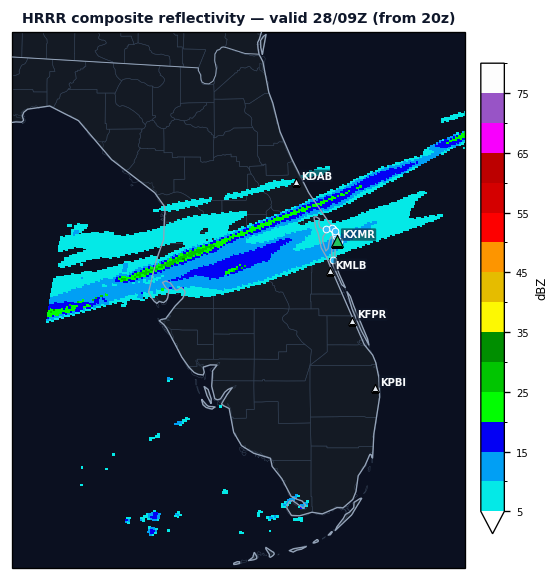 HRRR composite reflectivity — valid 28/09Z (from 20z)
KDAB
KXMR
KMLB
KFPR
KPBI
75
65
55
45
35
25
15
5
dBZ